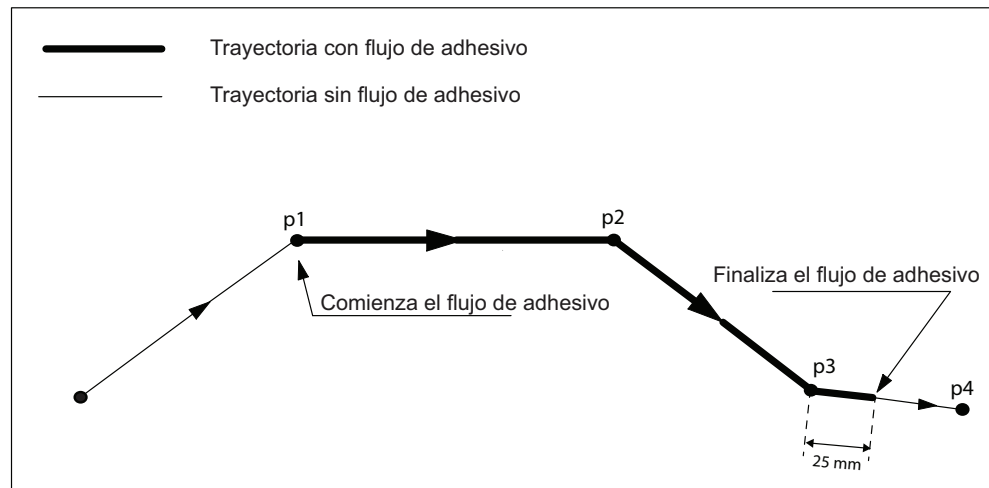 Trayectoria con flujo de adhesivo
Trayectoria sin flujo de adhesivo
p1
p2
Finaliza el flujo de adhesivo
Comienza el flujo de adhesivo
p3
p4
25 mm